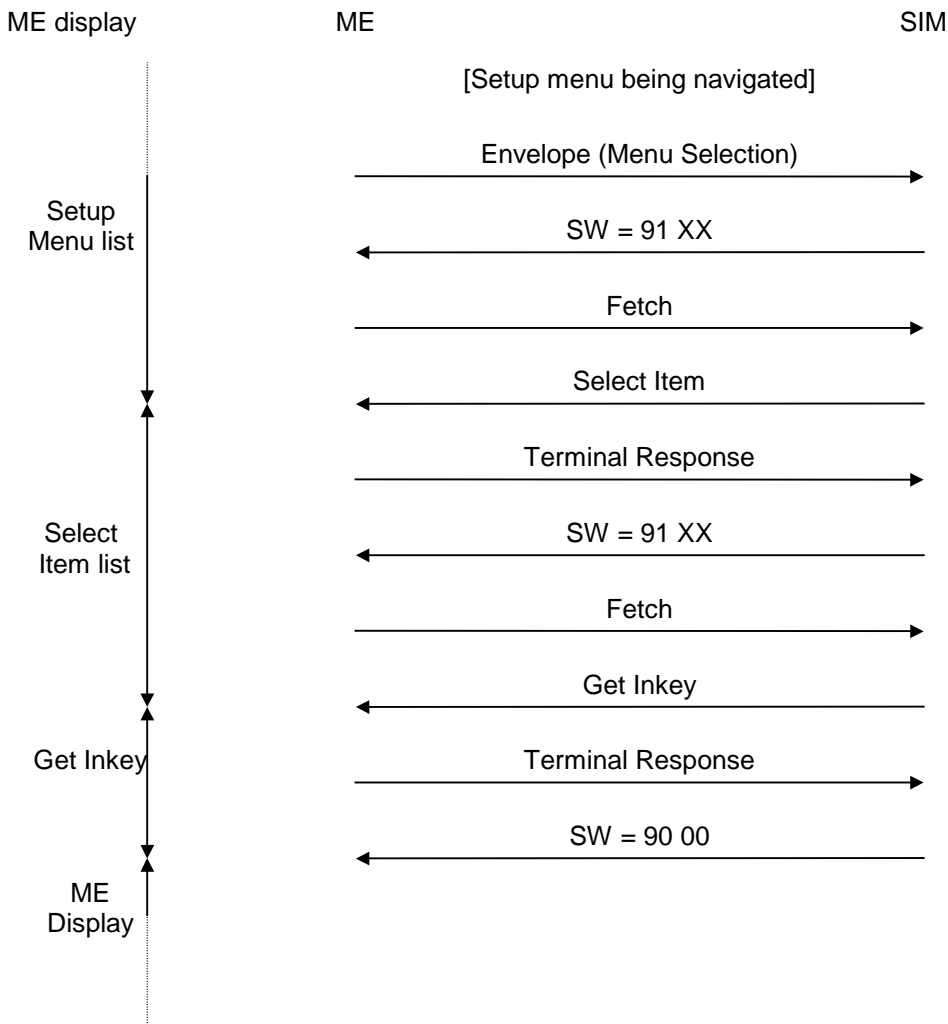 ME display
ME
SIM
[Setup menu being navigated]
Envelope (Menu Selection)
Setup
Menu list
SW = 91 XX
Fetch
Select Item
Terminal Response
Select
Item list
SW = 91 XX
Fetch
Get Inkey
Get Inkey
Terminal Response
SW = 90 00
ME
Display